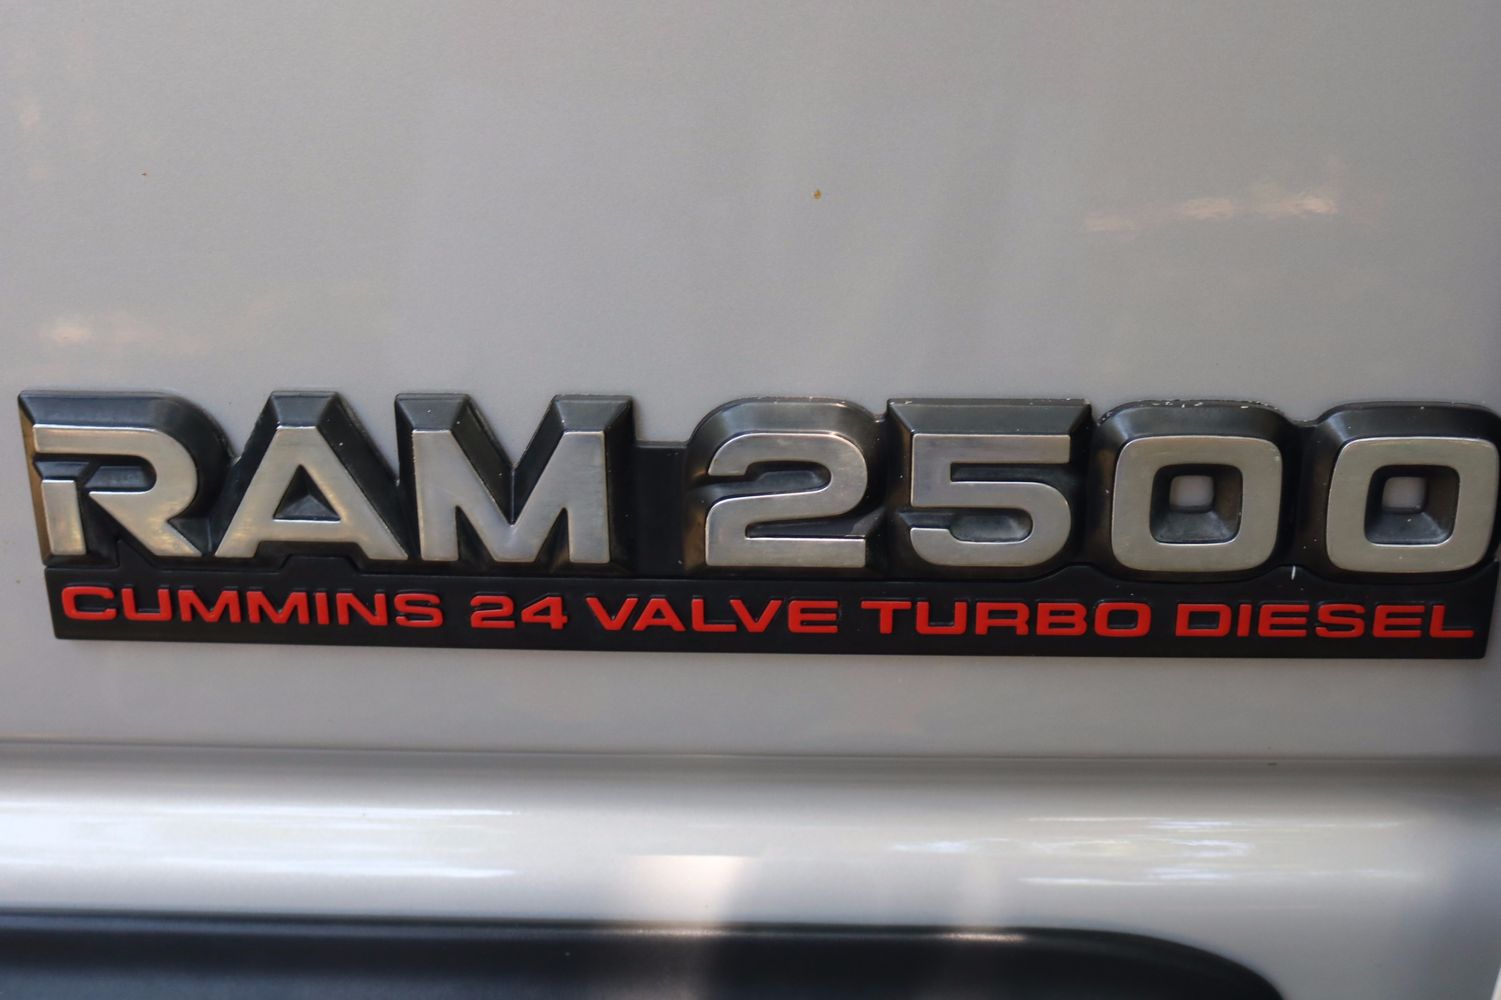 RAM 2500
CUMMINS 24 VALVE TURBO DIESEL